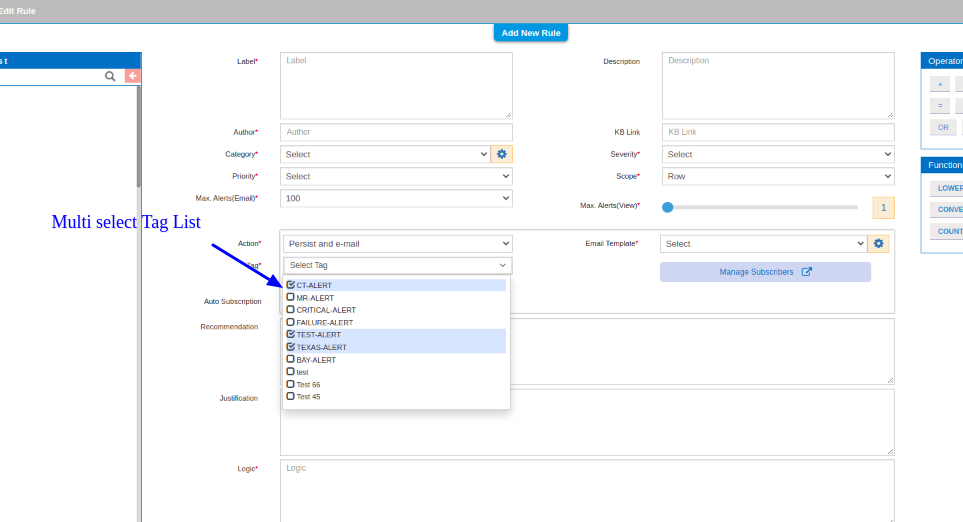 Edit Rule
Add New Rule
Label*
Label
Description
Description
Operator
+
=
OR
Author*
Author
KB Link
KB Link
Category*
Select
Severity*
Select
Function
Priority*
Select
Scope*
Row
LOWER
Max. Alerts(Email)*
100
Max. Alerts(View)*
1
CONVE
COUNT
Multi select Tag List
Action*
Persist and e-mail
Email Template*
Select
Tag*
Select Tag
Manage Subscribers
CT-ALERT
MR-ALERT
CRITICAL-ALERT
FAILURE-ALERT
TEST-ALERT
TEXAS-ALERT
BAY-ALERT
test
Test 66
Test 45
Auto Subscription
Recommendation
Justification
Logic*
Logic